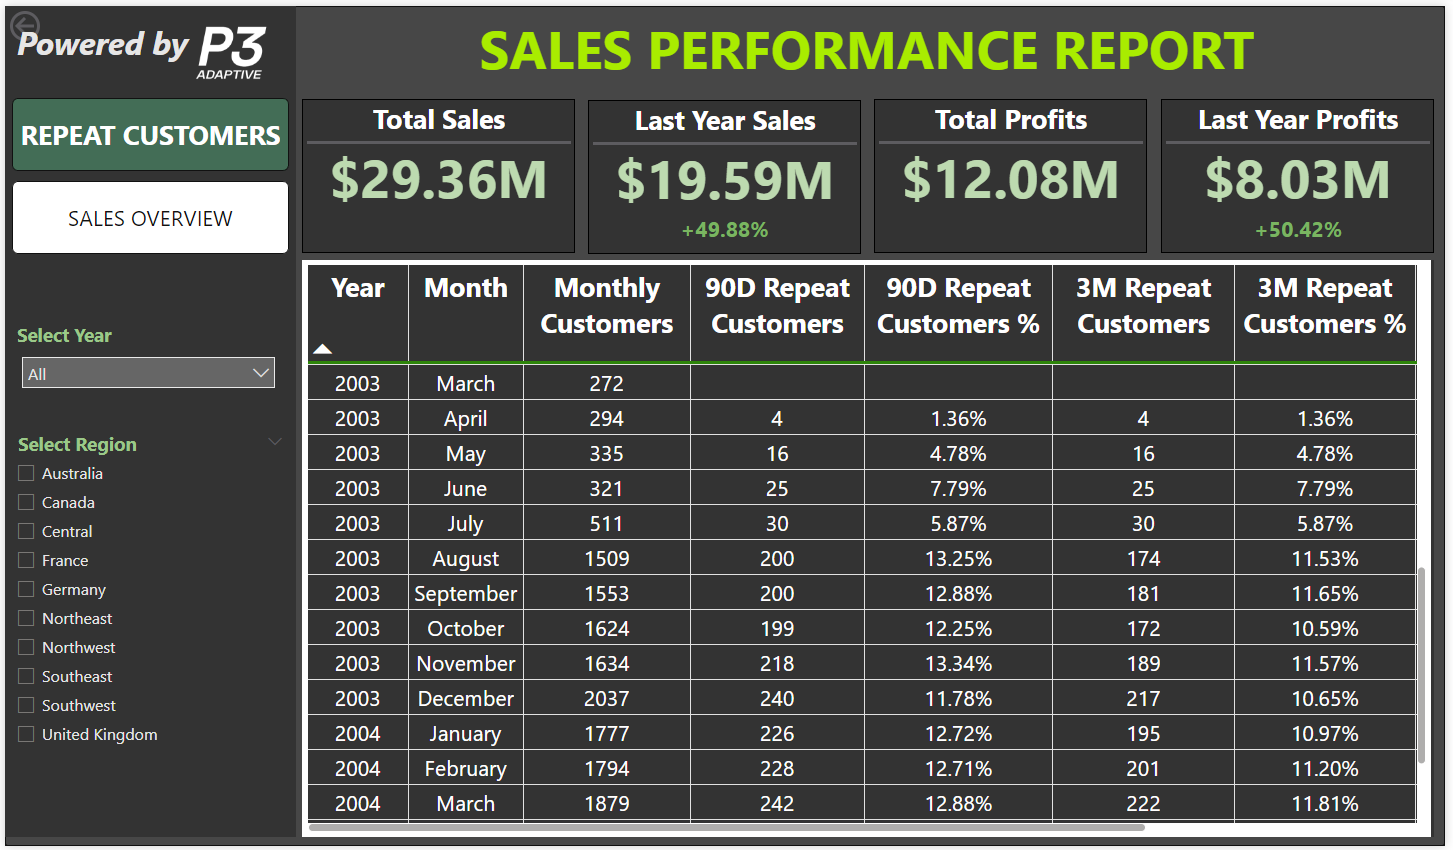 Powered by P3
ADAPTIVE
SALES PERFORMANCE REPORT
REPEAT CUSTOMERS
SALES OVERVIEW
Select Year
All
Select Region
Australia
Canada
Central
France
Germany
Northeast
Northwest
Southeast
Southwest
United Kingdom
Total Sales
$29.36M
Last Year Sales
$19.59M
+49.88%
Total Profits
$12.08M
Last Year Profits
$8.03M
+50.42%
Year Month Monthly Customers 90D Repeat Customers 90D Repeat Customers % 3M Repeat Customers 3M Repeat Customers %
2003 March 272
2003 April 294 4 1.36% 4 1.36%
2003 May 335 16 4.78% 16 4.78%
2003 June 321 25 7.79% 25 7.79%
2003 July 511 30 5.87% 30 5.87%
2003 August 1509 200 13.25% 174 11.53%
2003 September 1553 200 12.88% 181 11.65%
2003 October 1624 199 12.25% 172 10.59%
2003 November 1634 218 13.34% 189 11.57%
2003 December 2037 240 11.78% 217 10.65%
2004 January 1777 226 12.72% 195 10.97%
2004 February 1794 228 12.71% 201 11.20%
2004 March 1879 242 12.88% 222 11.81%